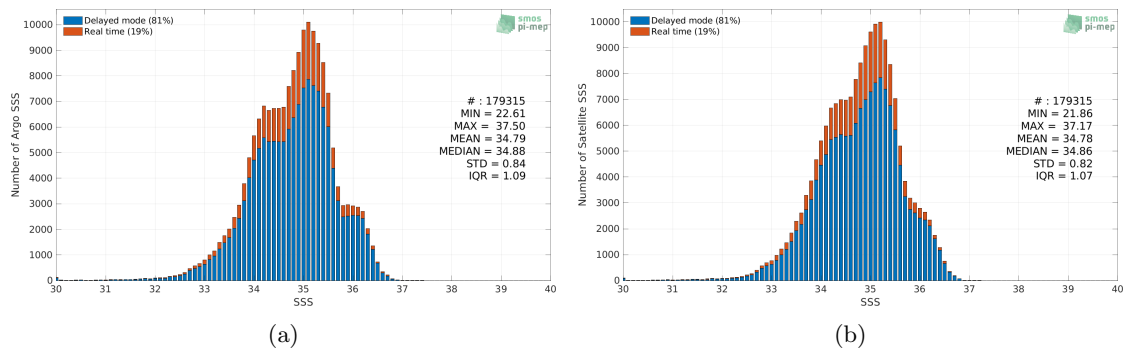 Delayed mode (81%)
Real time (19%)
smos
pi-mep
10000
9000
8000
7000
6000
5000
4000
3000
2000
1000
0
Number of Argo SSS
# : 179315
MIN = 22.61
MAX = 37.50
MEAN = 34.79
MEDIAN = 34.88
STD = 0.84
IQR = 1.09
30 31 32 33 34 35 36 37 38 39 40
SSS
(a)
Delayed mode (81%)
Real time (19%)
smos
pi-mep
10000
9000
8000
7000
6000
5000
4000
3000
2000
1000
0
Number of Satellite SSS
# : 179315
MIN = 21.86
MAX = 37.17
MEAN = 34.78
MEDIAN = 34.86
STD = 0.82
IQR = 1.07
30 31 32 33 34 35 36 37 38 39 40
SSS
(b)